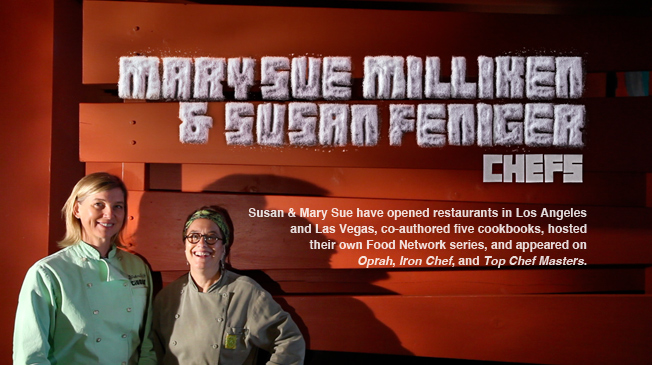 MARY SUE MILLIKEN
& SUSAN FENIGER
CHEFS
Susan & Mary Sue have opened restaurants in Los Angeles
and Las Vegas, co-authored five cookbooks, hosted
their own Food Network series, and appeared on
Oprah, Iron Chef, and Top Chef Masters.